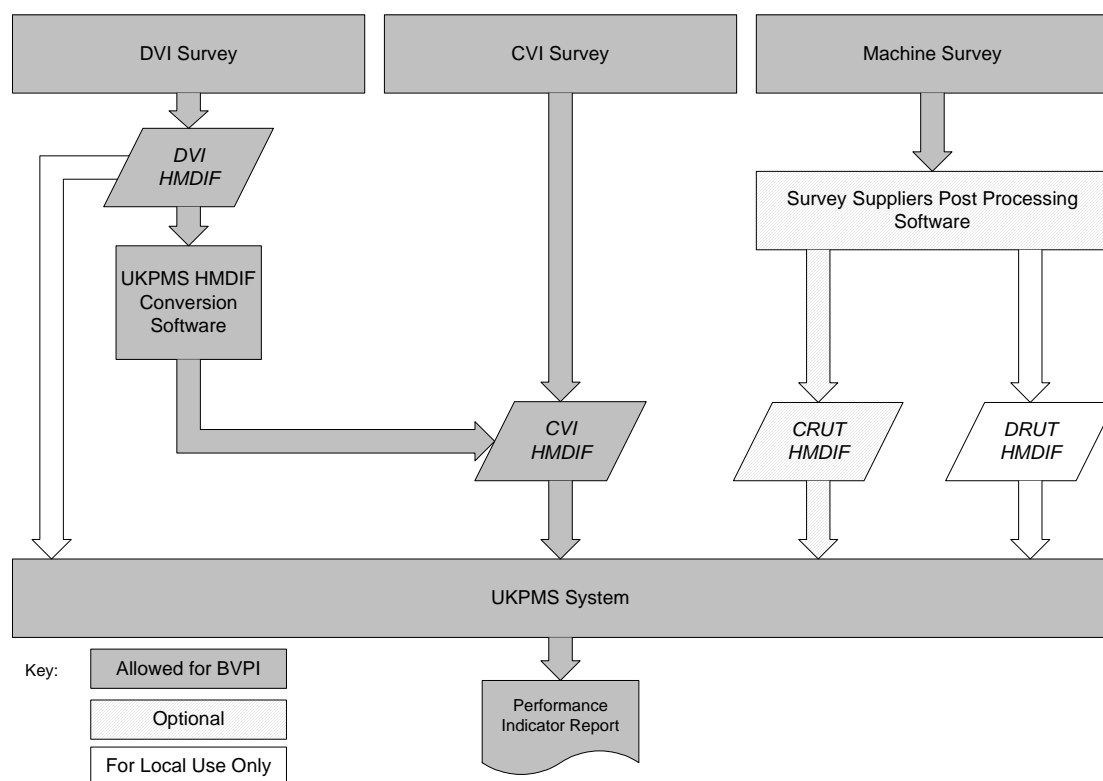 DVI Survey
CVI Survey
Machine Survey
DVI
HMDIF
Survey Suppliers Post Processing
Software
UKPMS HMDIF
Conversion
Software
CVI
HMDIF
CRUT
HMDIF
DRUT
HMDIF
UKPMS System
Key:
Allowed for BVPI
Optional
For Local Use Only
Performance
Indicator Report